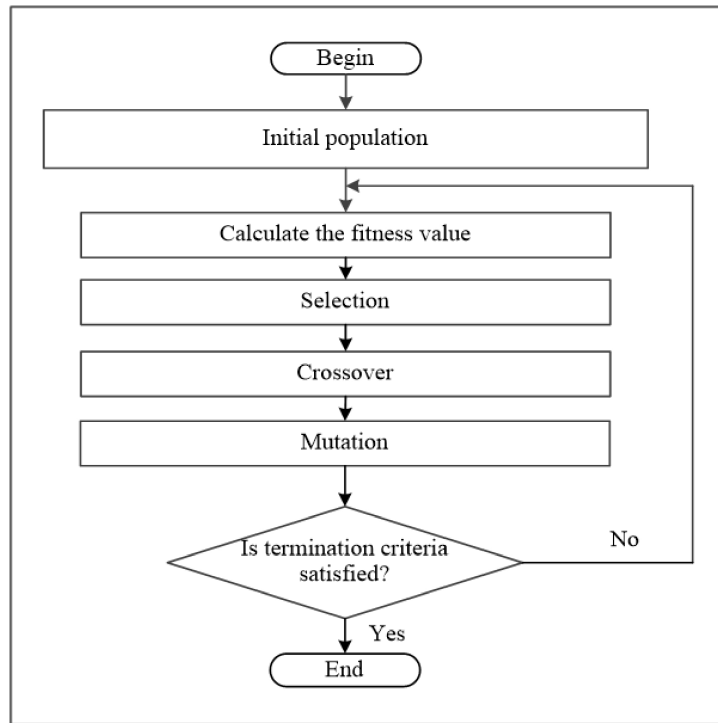 Begin
Initial population
Calculate the fitness value
Selection
Crossover
Mutation
Is termination criteria
satisfied?
No
Yes
End